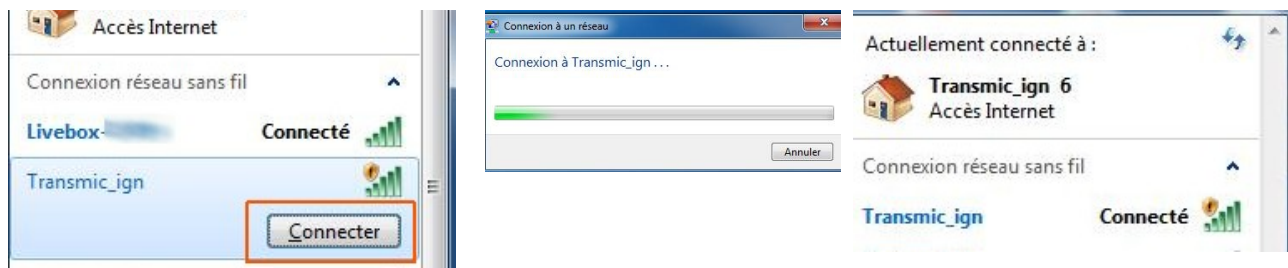 Accès Internet
Connexion réseau sans fil
Livebox- Connecté
Transmic_ign
Connecter
Connexion à un réseau
Connexion à Transmic_ign . . .
Annuler
Actuellement connecté à :
Transmic_ign 6
Accès Internet
Connexion réseau sans fil
Transmic_ign Connecté